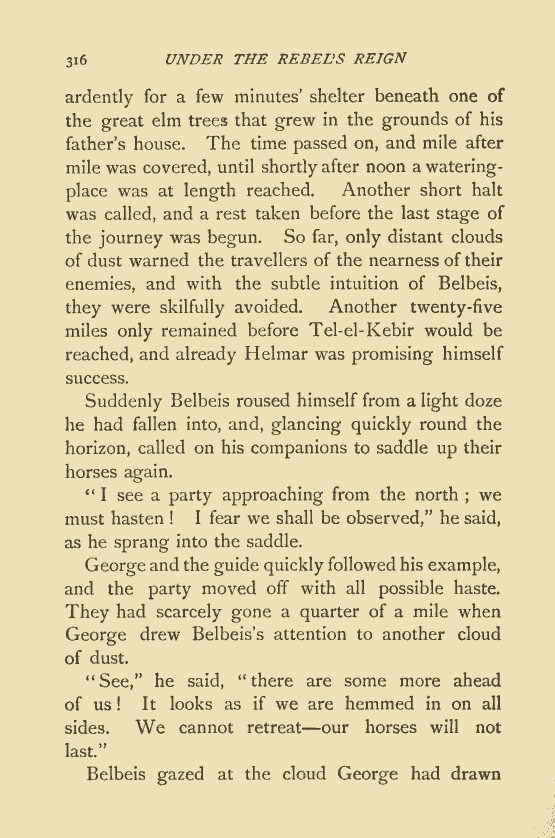 316 UNDER THE REBEL'S REIGN
ardently for a few minutes' shelter beneath one of
the great elm trees that grew in the grounds of his
father's house. The time passed on, and mile after
mile was covered, until shortly after noon a watering-
place was at length reached. Another short halt
was called, and a rest taken before the last stage of
the journey was begun. So far, only distant clouds
of dust warned the travellers of the nearness of their
enemies, and with the subtle intuition of Belbeis,
they were skilfully avoided. Another twenty-five
miles only remained before Tel-el-Kebir would be
reached, and already Helmar was promising himself
success.
Suddenly Belbeis roused himself from a light doze
he had fallen into, and, glancing quickly round the
horizon, called on his companions to saddle up their
horses again.
“ I see a party approaching from the north ; we
must hasten ! I fear we shall be observed,” he said,
as he sprang into the saddle.
George and the guide quickly followed his example,
and the party moved off with all possible haste.
They had scarcely gone a quarter of a mile when
George drew Belbeis's attention to another cloud
of dust.
“ See,” he said, “ there are some more ahead
of us ! It looks as if we are hemmed in on all
sides. We cannot retreat—our horses will not
last.”
Belbeis gazed at the cloud George had drawn